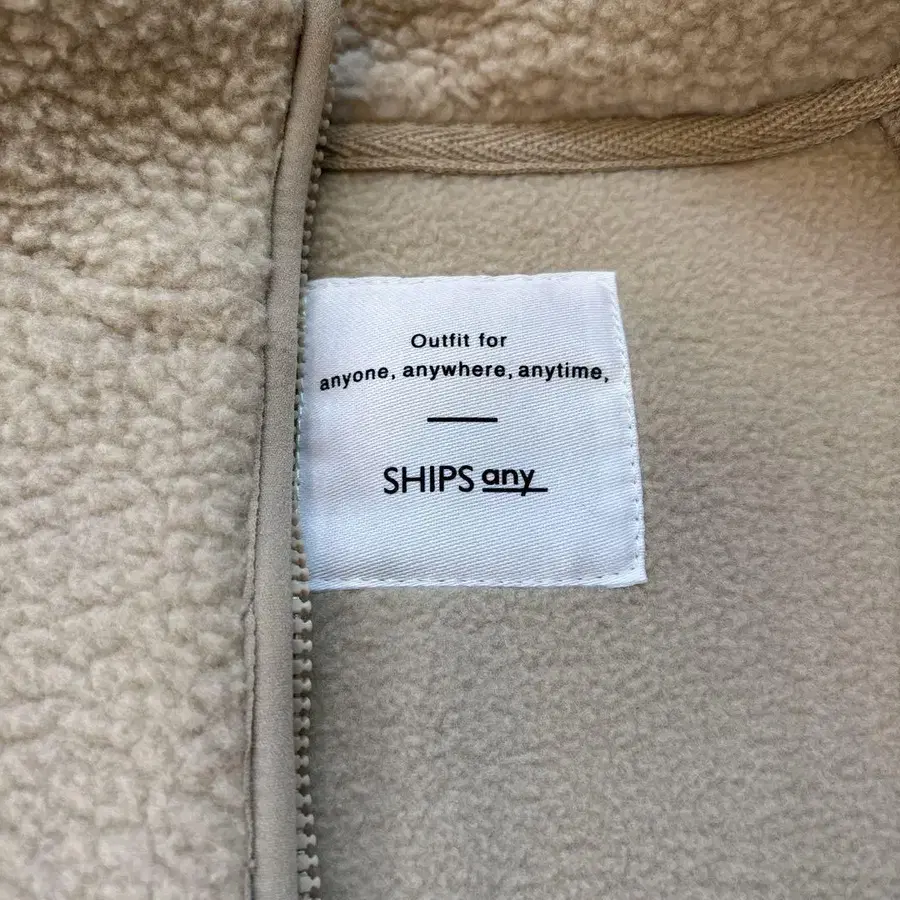 Outfit for
anyone, anywhere, anytime,
SHIPS any